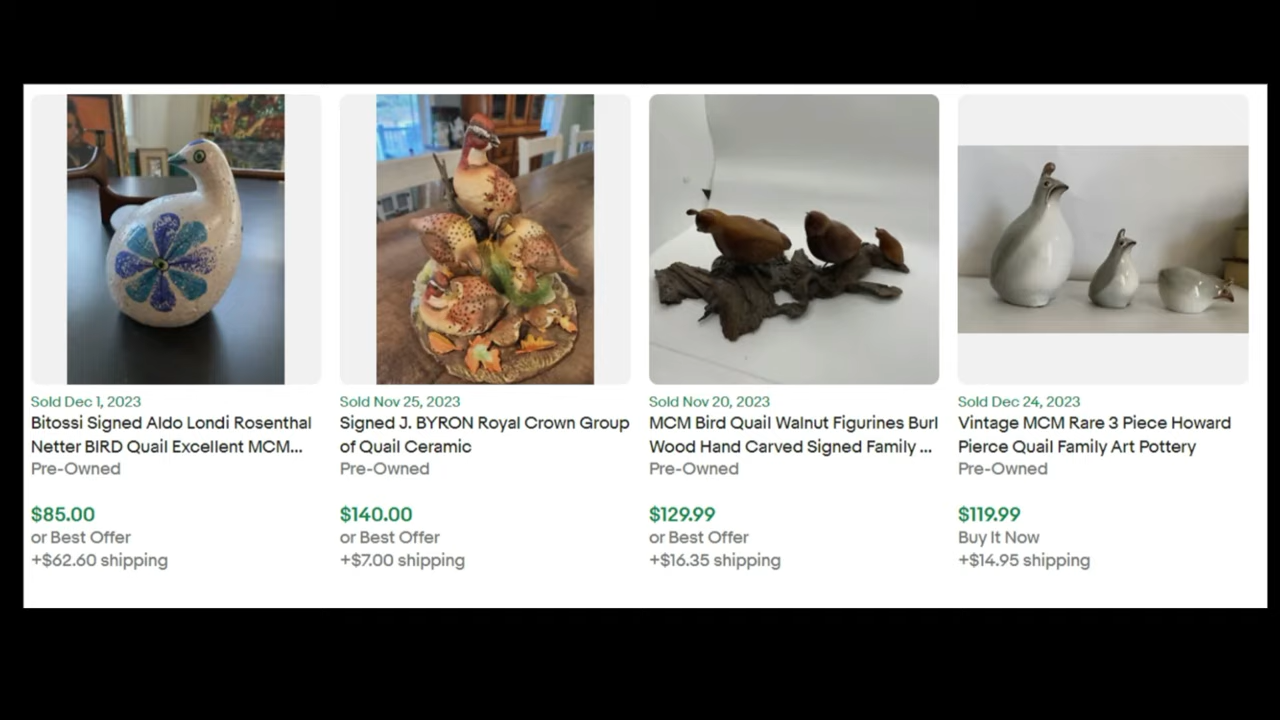 Sold Dec 1, 2023
Bitossi Signed Aldo Londi Rosenthal
Netter BIRD Quail Excellent MCM...
Pre-Owned
$85.00
or Best Offer
+$62.60 shipping
Sold Nov 25, 2023
Signed J. BYRON Royal Crown Group
of Quail Ceramic
Pre-Owned
$140.00
or Best Offer
+$7.00 shipping
Sold Nov 20, 2023
MCM Bird Quail Walnut Figurines Burl
Wood Hand Carved Signed Family ...
Pre-Owned
$129.99
or Best Offer
+$16.35 shipping
Sold Dec 24, 2023
Vintage MCM Rare 3 Piece Howard
Pierce Quail Family Art Pottery
Pre-Owned
$119.99
Buy It Now
+$14.95 shipping